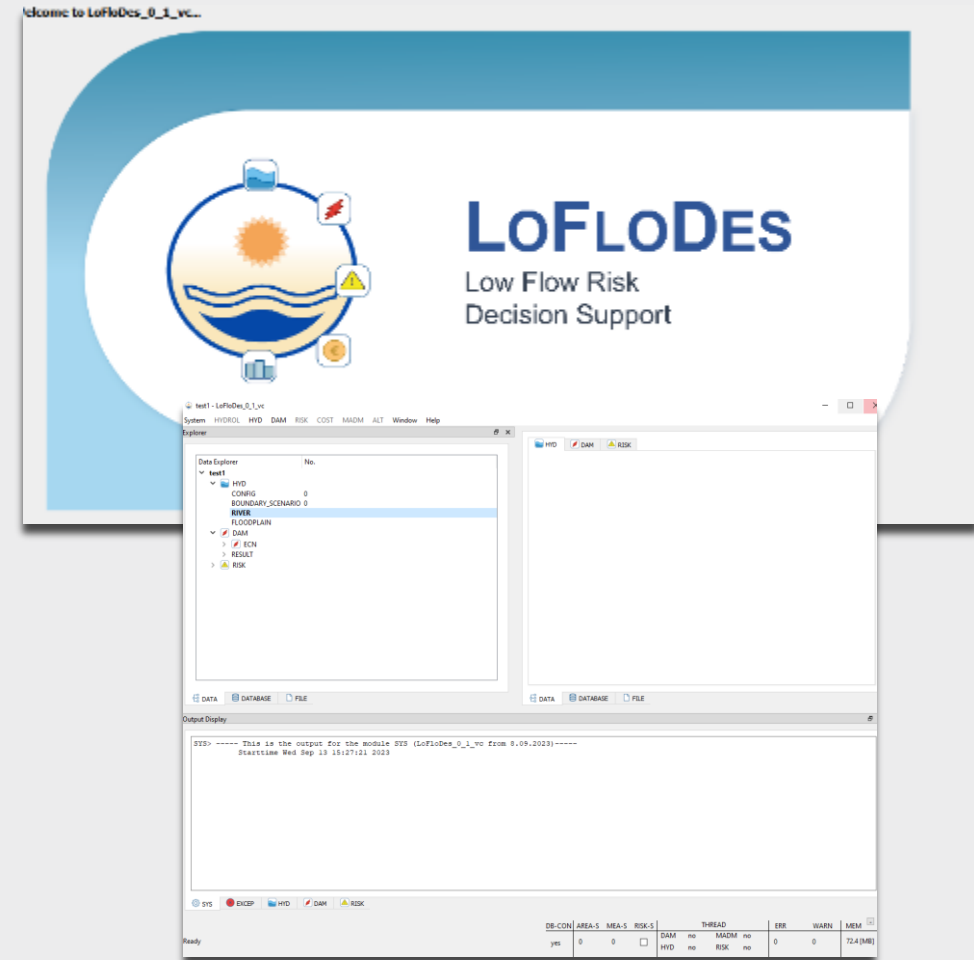 elcome to LoFloDes_0_1_vc...
LOFLODES
Low Flow Risk
Decision Support
test1 - LoFloDes_0_1_vc
System HYDROL HYD DAM RISK COST MADM ALT Window Help
Explorer
HYD DAM RISK
Data Explorer No.
test1
HYD
CONFIG 0
BOUNDARY_SCENARIO 0
RIVER
FLOODPLAIN
DAM
ECN
RESULT
RISK
DATA DATABASE FILE
DATA DATABASE FILE
Output Display
SYS> ----- This is the output for the module SYS (LoFloDes_0_1_vc from 8.09.2023)-----
Starttime Wed Sep 13 15:27:21 2023
SYS EXCEP HYD DAM RISK
DB-CON AREA-S MEA-S RISK-S THREAD ERR WARN MEM
DAM no MADM no
Ready yes 0 0 0 0 72.4 [MB]
HYD no RISK no